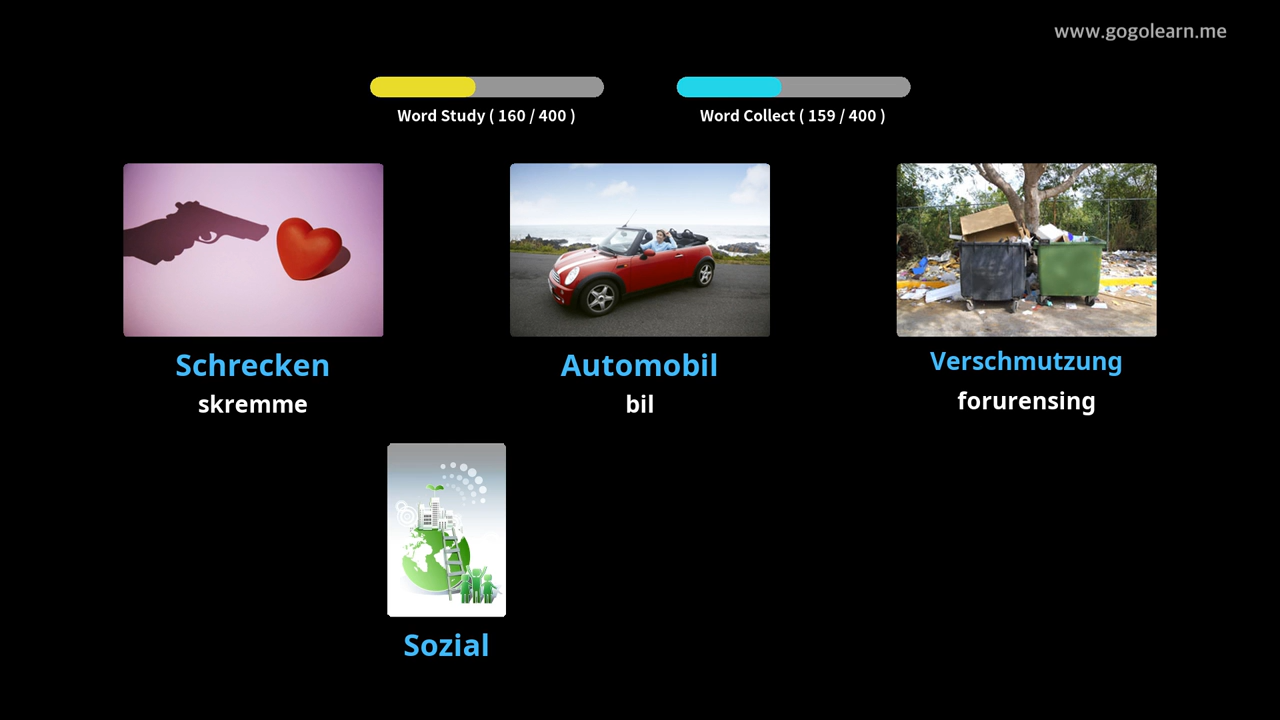 www.gogolearn.me
Word Study ( 160 / 400 )
Word Collect ( 159 / 400 )
Schrecken
Automobil
Verschmutzung
skremme
bil
forurensing
Sozial